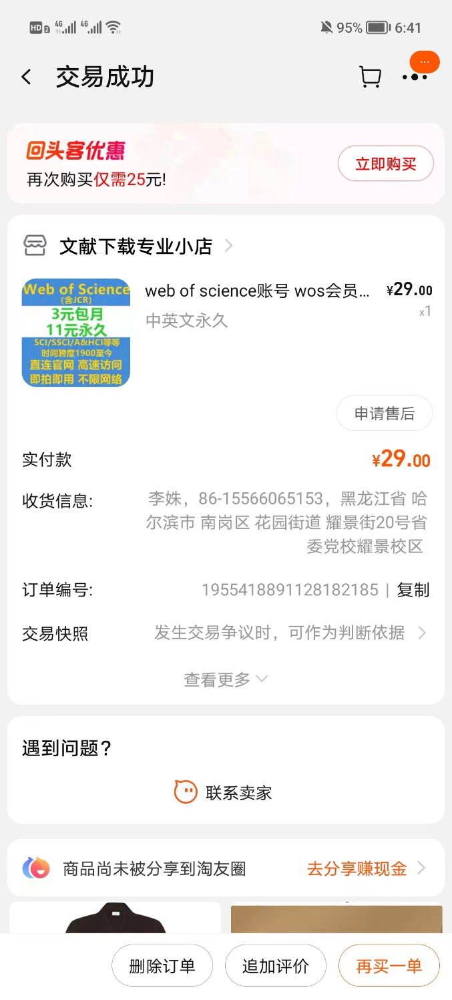 HD 2 4G 4G 95% 6:41
交易成功
...
回头客优惠
再次购买仅需25元!
立即购买
文献下载专业小店
Web of Science
(含JCR)
3元包月
11元永久
SCI/SSCI/A&HCI等等
时间跨度1900至今
直连官网 高速访问
即拍即用 不限网络
web of science账号 wos会员... ¥29.00
中英文永久
x1
申请售后
实付款 ¥29.00
收货信息: 李姝，86-15566065153，黑龙江省 哈
尔滨市 南岗区 花园街道 耀景街20号省
委党校耀景校区
订单编号: 1955418891128182185 | 复制
交易快照 发生交易争议时，可作为判断依据
查看更多
遇到问题？
联系卖家
商品尚未被分享到淘友圈 去分享赚现金
删除订单 追加评价 再买一单